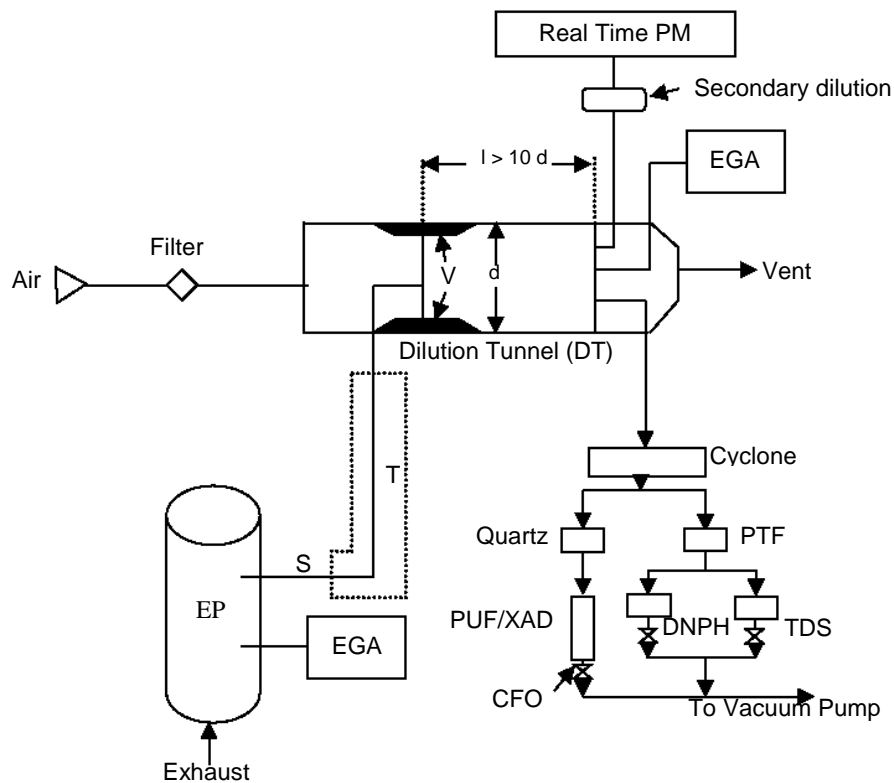 Real Time PM
Secondary dilution
l > 10 d
EGA
Filter
Air
V
d
Vent
Dilution Tunnel (DT)
T
Cyclone
Quartz
PTF
S
EP
PUF/XAD
DNPH
TDS
EGA
CFO
To Vacuum Pump
Exhaust